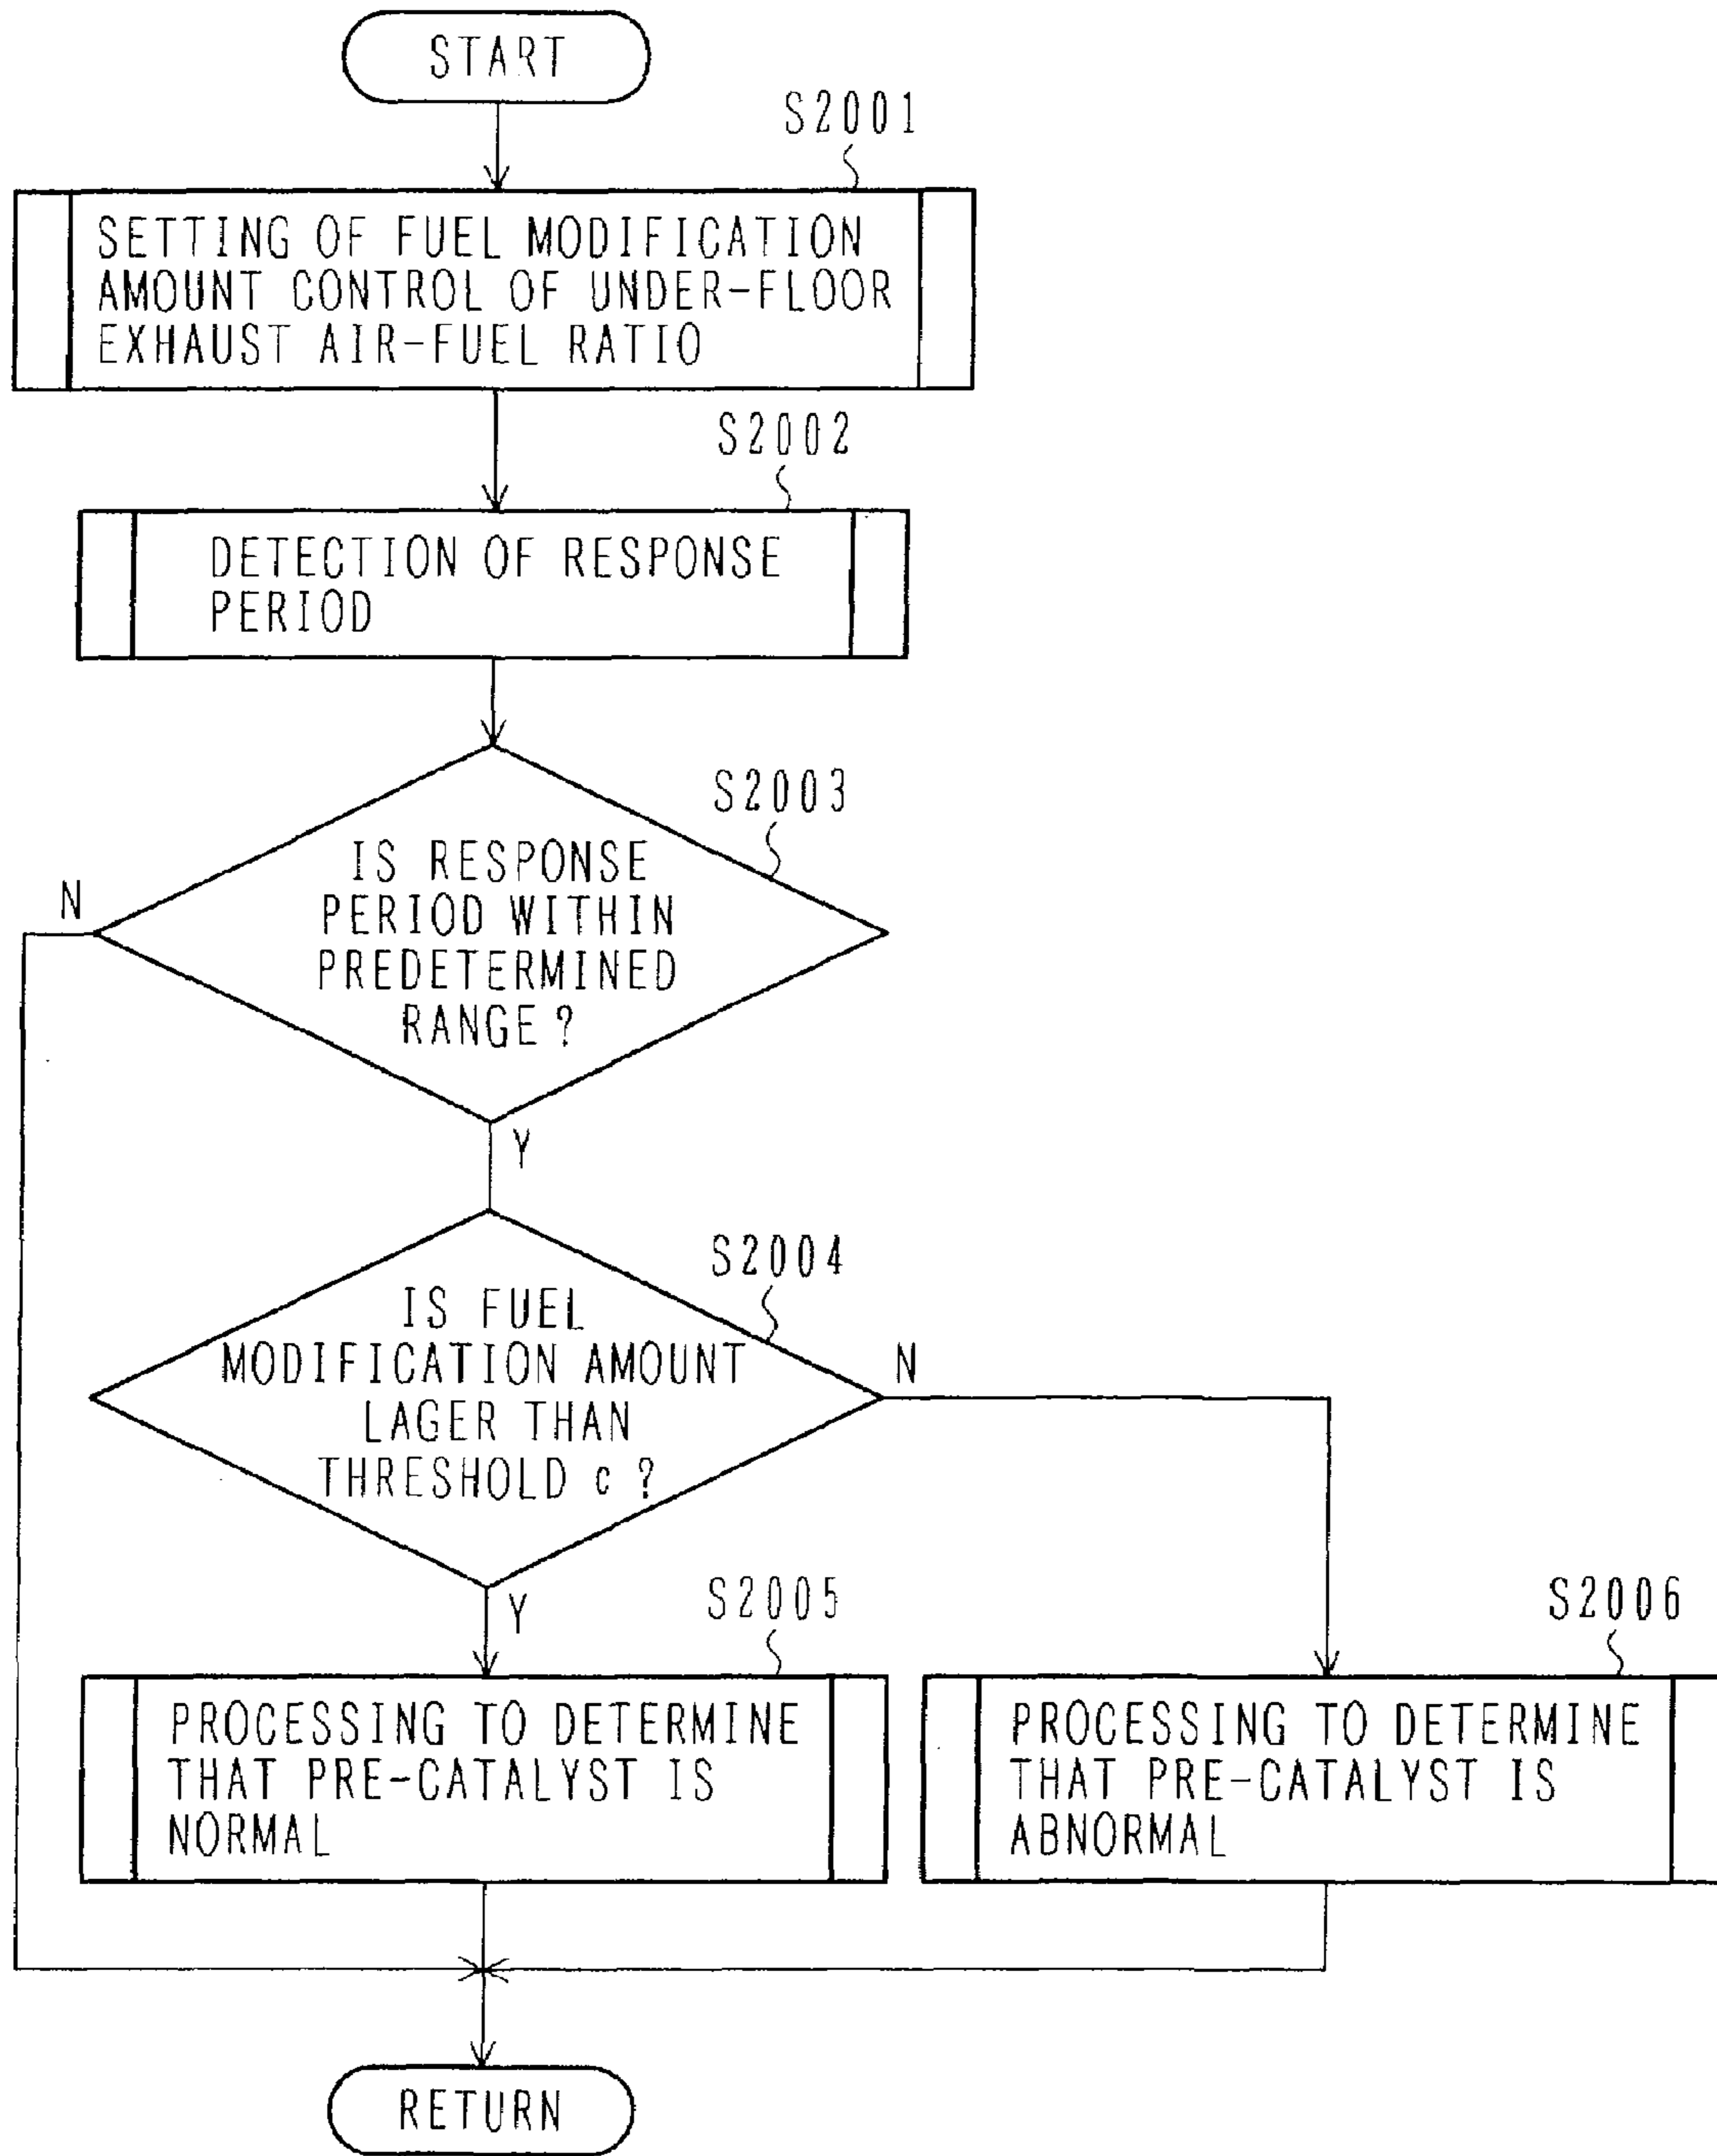 START
S2001
SETTING OF FUEL MODIFICATION
AMOUNT CONTROL OF UNDER-FLOOR
EXHAUST AIR-FUEL RATIO
S2002
DETECTION OF RESPONSE
PERIOD
S2003
IS RESPONSE
PERIOD WITHIN
PREDETERMINED
RANGE ?
N
Y
S2004
IS FUEL
MODIFICATION AMOUNT
LAGER THAN
THRESHOLD c ?
N
Y
S2005
PROCESSING TO DETERMINE
THAT PRE-CATALYST IS
NORMAL
S2006
PROCESSING TO DETERMINE
THAT PRE-CATALYST IS
ABNORMAL
RETURN